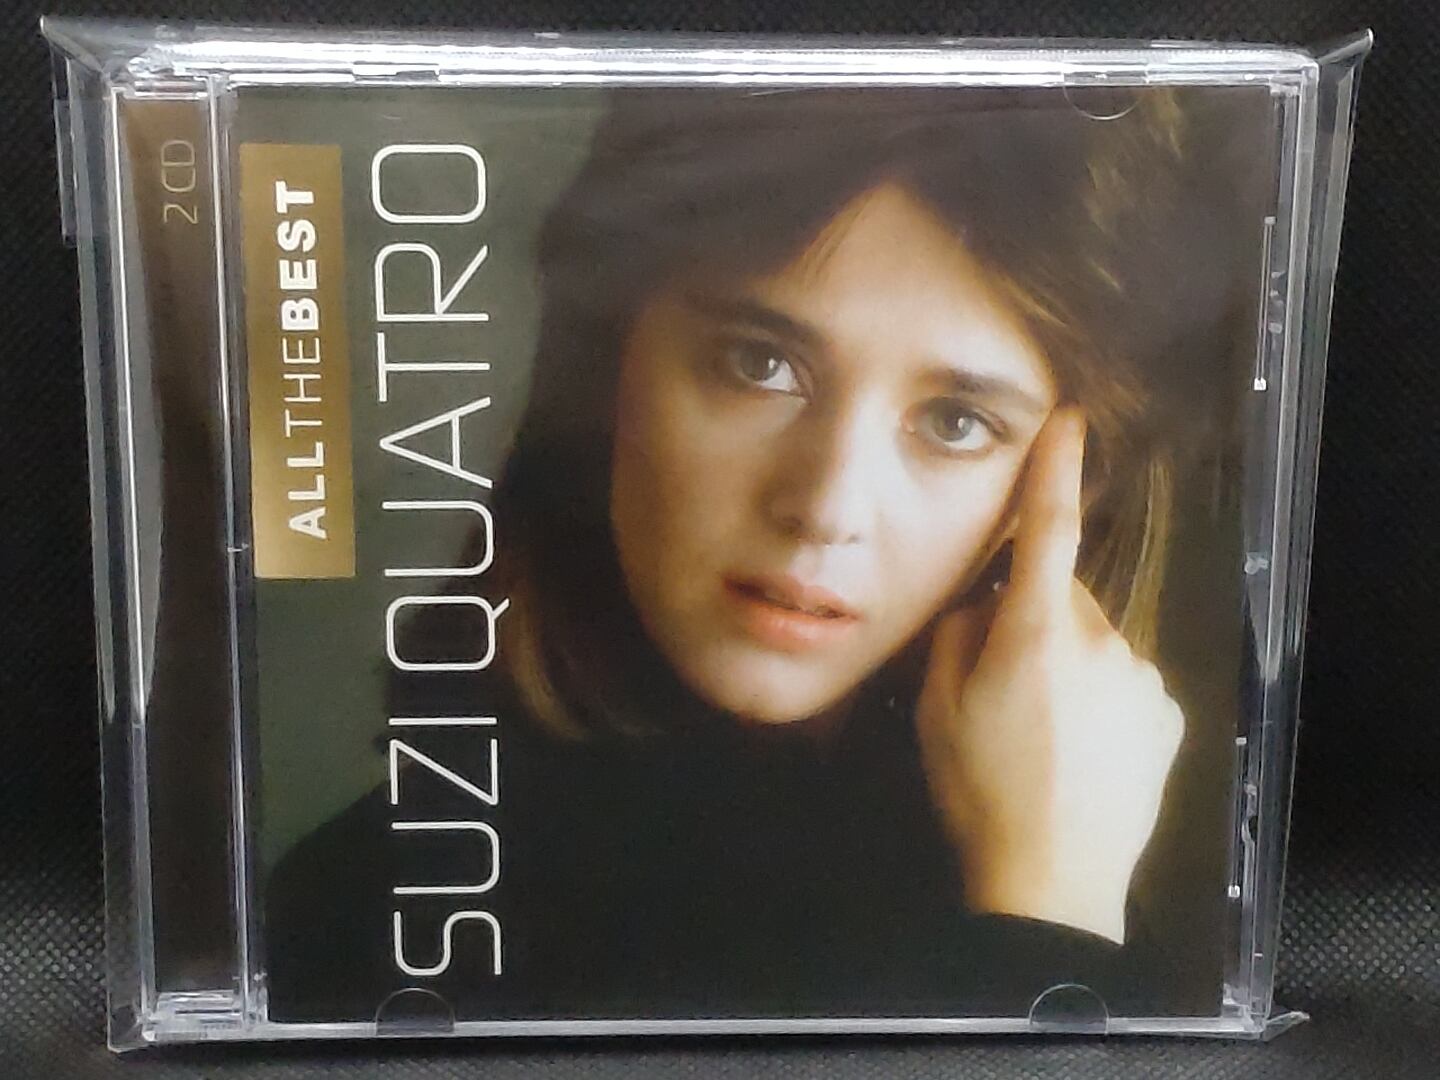 2 CD
ALLTHEBEST
SUZI QUATRO